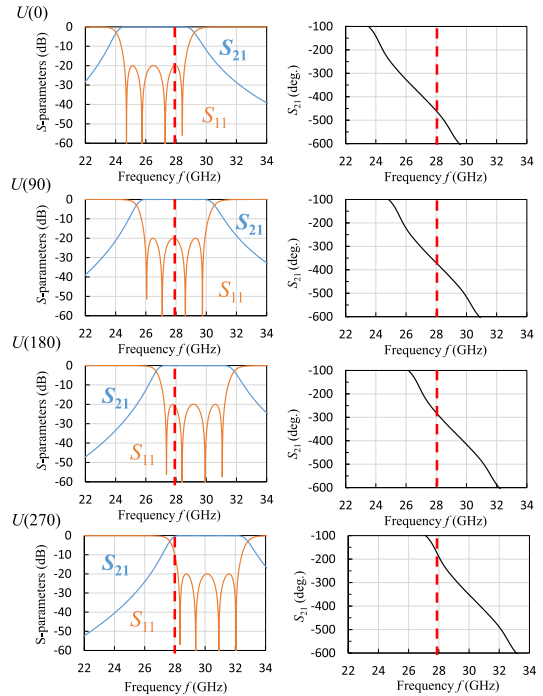 U(0)
0
-10
-20
-30
-40
-50
-60
S-parameters (dB)
S21
S11
22 24 26 28 30 32 34
Frequency f (GHz)
-100
-200
-300
-400
-500
-600
S21 (deg.)
22 24 26 28 30 32 34
Frequency f (GHz)
U(90)
0
-10
-20
-30
-40
-50
-60
S-parameters (dB)
S21
S11
22 24 26 28 30 32 34
Frequency f (GHz)
-100
-200
-300
-400
-500
-600
S21 (deg.)
22 24 26 28 30 32 34
Frequency f (GHz)
U(180)
0
-10
-20
-30
-40
-50
-60
S-parameters (dB)
S21
S11
22 24 26 28 30 32 34
Frequency f (GHz)
-100
-200
-300
-400
-500
-600
S21 (deg.)
22 24 26 28 30 32 34
Frequency f (GHz)
U(270)
0
-10
-20
-30
-40
-50
-60
S-parameters (dB)
S21
S11
22 24 26 28 30 32 34
Frequency f (GHz)
-100
-200
-300
-400
-500
-600
S21 (deg.)
22 24 26 28 30 32 34
Frequency f (GHz)